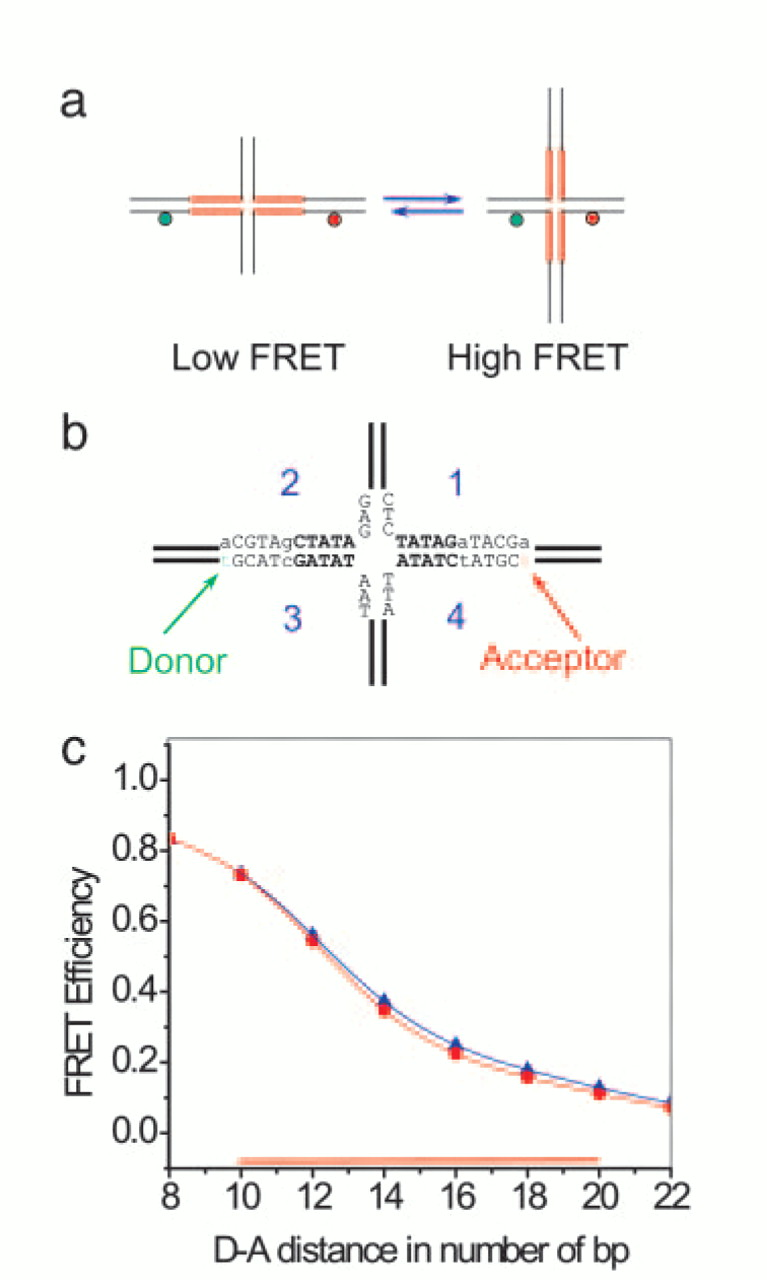 a
Low FRET
High FRET
b
2
1
GAG
CTC
aCGTAgCTATA
TATAGaTACGa
tGCATcGATAT
ATATCtATGC
AAT
TTA
3
4
Donor
Acceptor
c
FRET Efficiency
1.0
0.8
0.6
0.4
0.2
0.0
8 10 12 14 16 18 20 22
D-A distance in number of bp